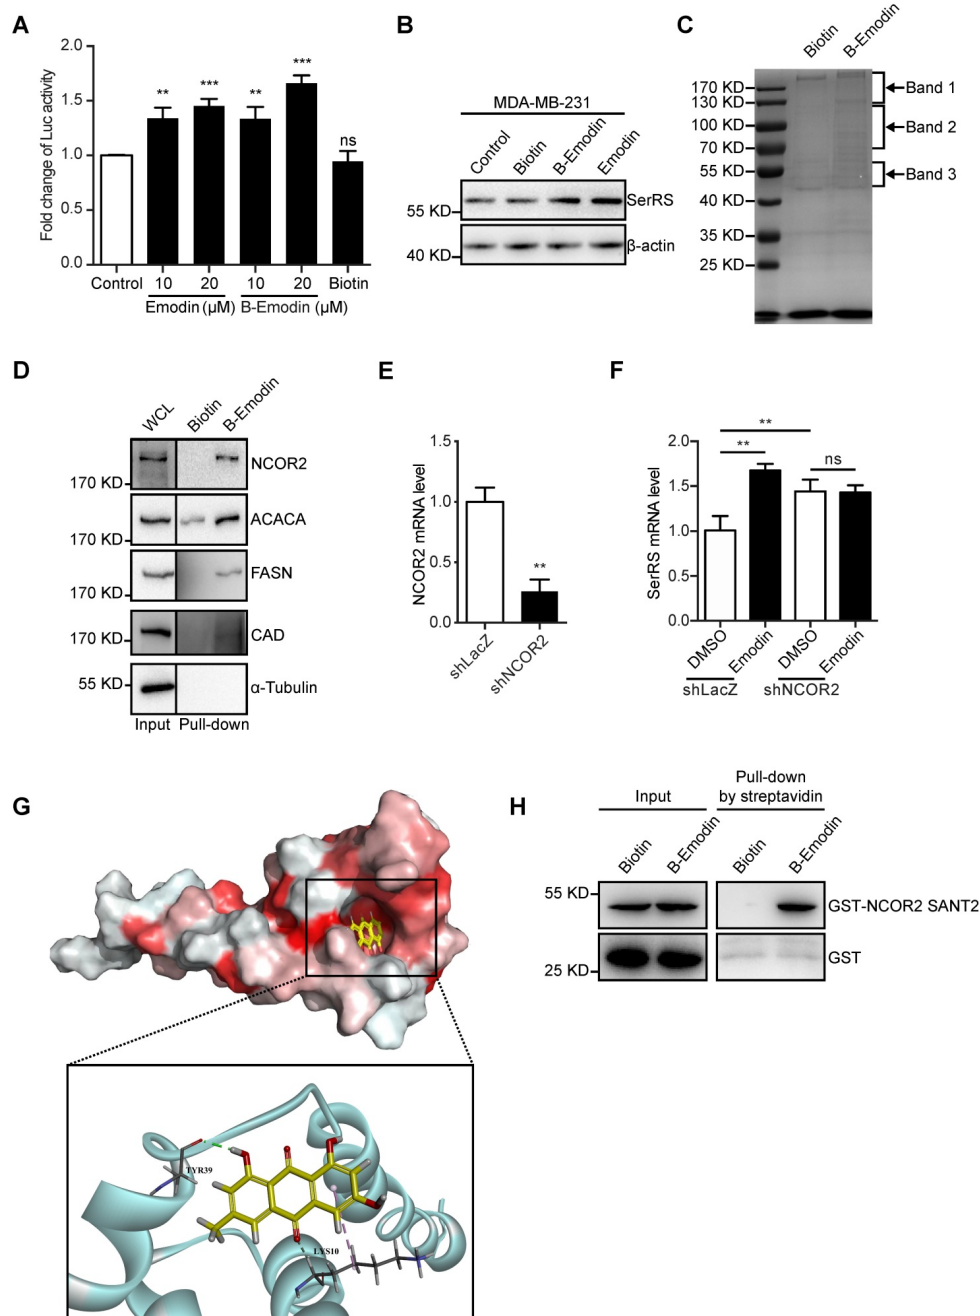 A
Fold change of Luc activity
2.0
1.5
1.0
0.5
0.0
** *** ** *** ns
Control 10 20 10 20 Biotin
Emodin (μM) B-Emodin (μM)
B
MDA-MB-231
Control Biotin B-Emodin Emodin
55 KD SerRS
40 KD β-actin
C
Biotin B-Emodin
170 KD
130 KD
100 KD
70 KD
55 KD
40 KD
35 KD
25 KD
Band 1
Band 2
Band 3
D
WCL Biotin B-Emodin
NCOR2
170 KD
ACACA
170 KD
FASN
170 KD
170 KD CAD
55 KD α-Tubulin
Input Pull-down
E
NCOR2 mRNA level
1.5
1.0
0.5
0.0
**
shLacZ shNCOR2
F
SerRS mRNA level
2.0
1.5
1.0
0.5
0.0
**
** ns
DMSO Emodin DMSO Emodin
shLacZ shNCOR2
G
TYR39
LYS10
H
Input Pull-down
by streptavidin
Biotin B-Emodin Biotin B-Emodin
55 KD GST-NCOR2 SANT2
25 KD GST